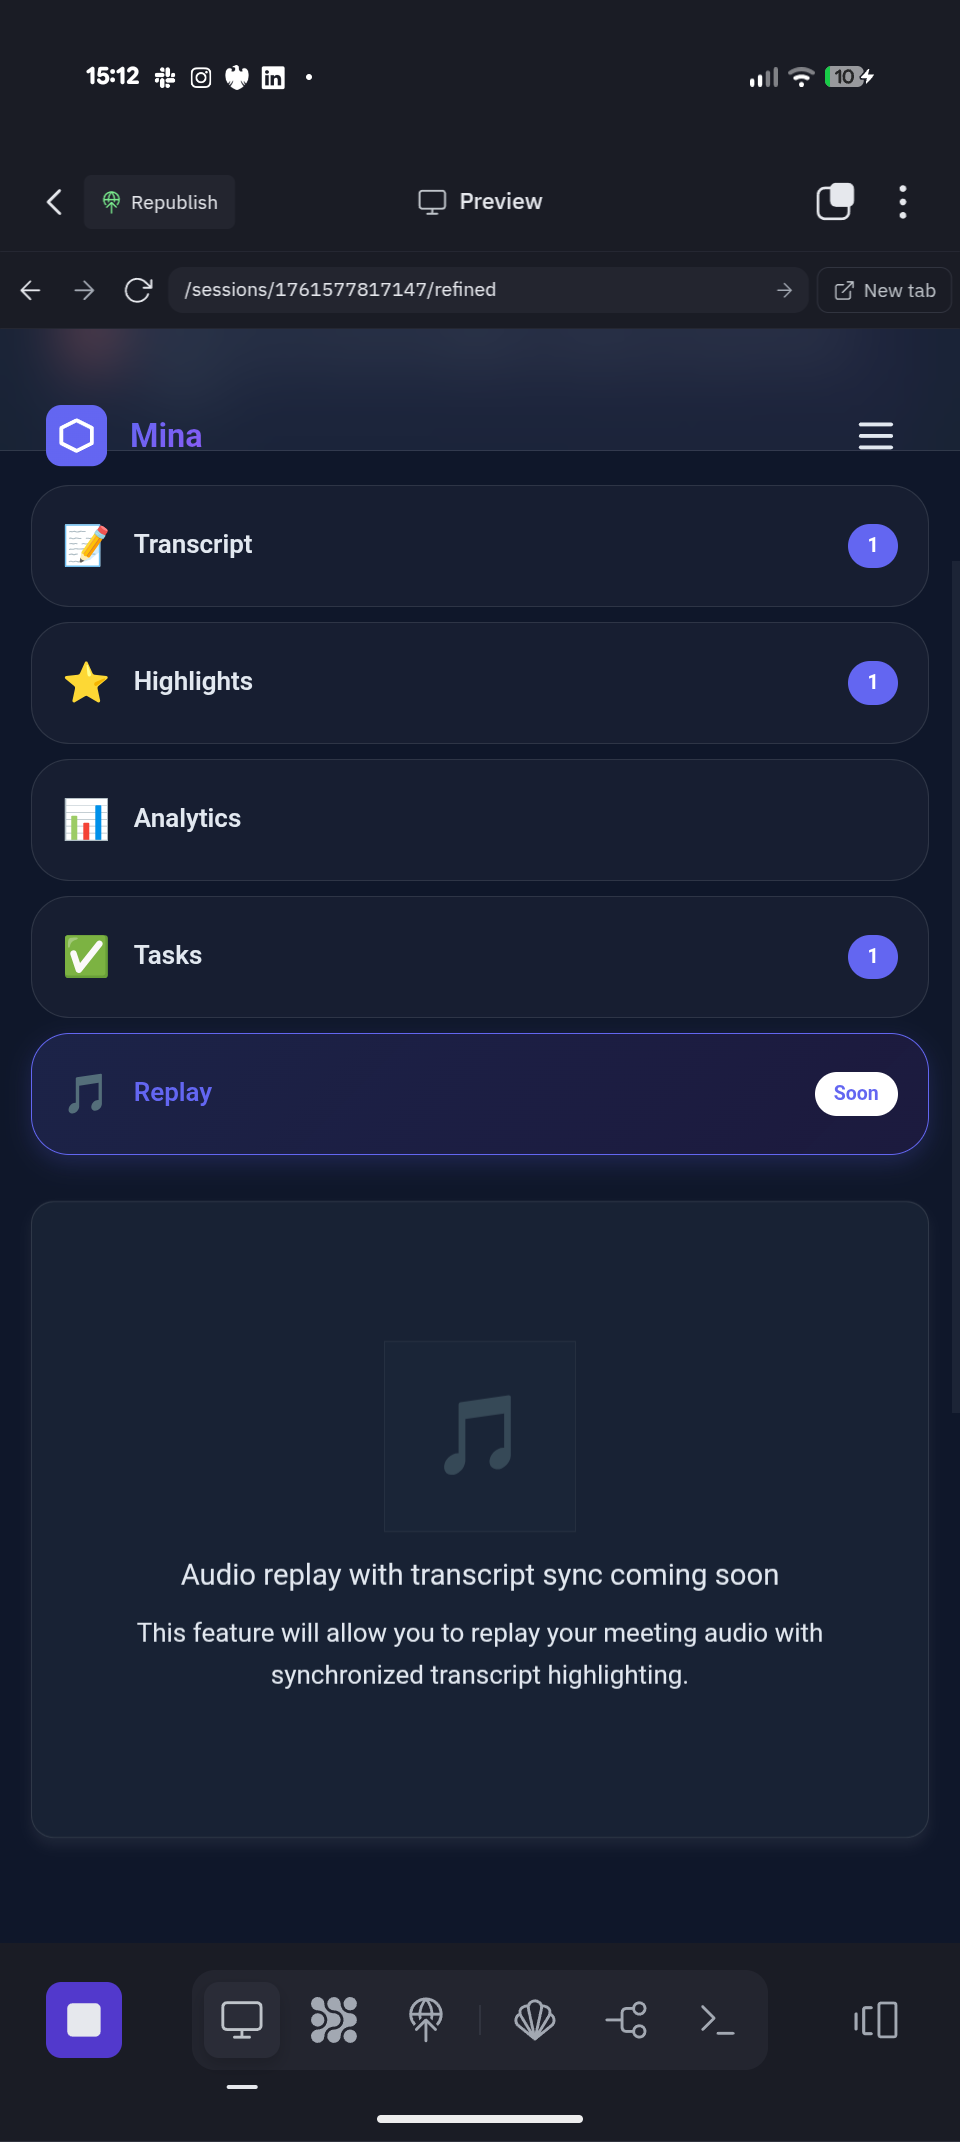 15:12
10
Republish
Preview
/sessions/1761577817147/refined
New tab
Mina
Transcript
1
Highlights
1
Analytics
Tasks
1
Replay
Soon
Audio replay with transcript sync coming soon
This feature will allow you to replay your meeting audio with
synchronized transcript highlighting.